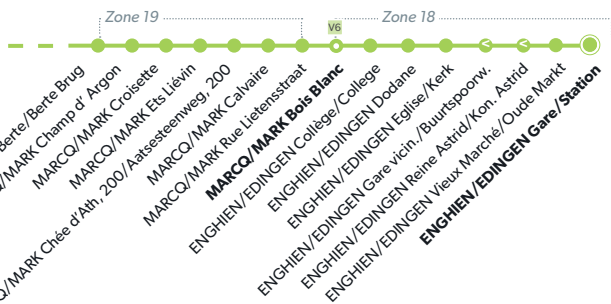 Zone 19
V6
Zone 18
Berte/Berte Brug
MARK Champ d' Argon
MARCQ/MARK Croisette
MARCQ/MARK Ets Liévin
Q/MARK Chée d'Ath, 200/Aatsesteenweg, 200
MARCQ/MARK Calvaire
MARCQ/MARK Rue Lietensstraat
MARCQ/MARK Bois Blanc
ENGHIEN/EDINGEN Collège/College
ENGHIEN/EDINGEN Dodane
ENGHIEN/EDINGEN Eglise/Kerk
ENGHIEN/EDINGEN Gare vicin./Buurtspoorw.
ENGHIEN/EDINGEN Reine Astrid/Kon. Astrid
ENGHIEN/EDINGEN Vieux Marché/Oude Markt
ENGHIEN/EDINGEN Gare/Station